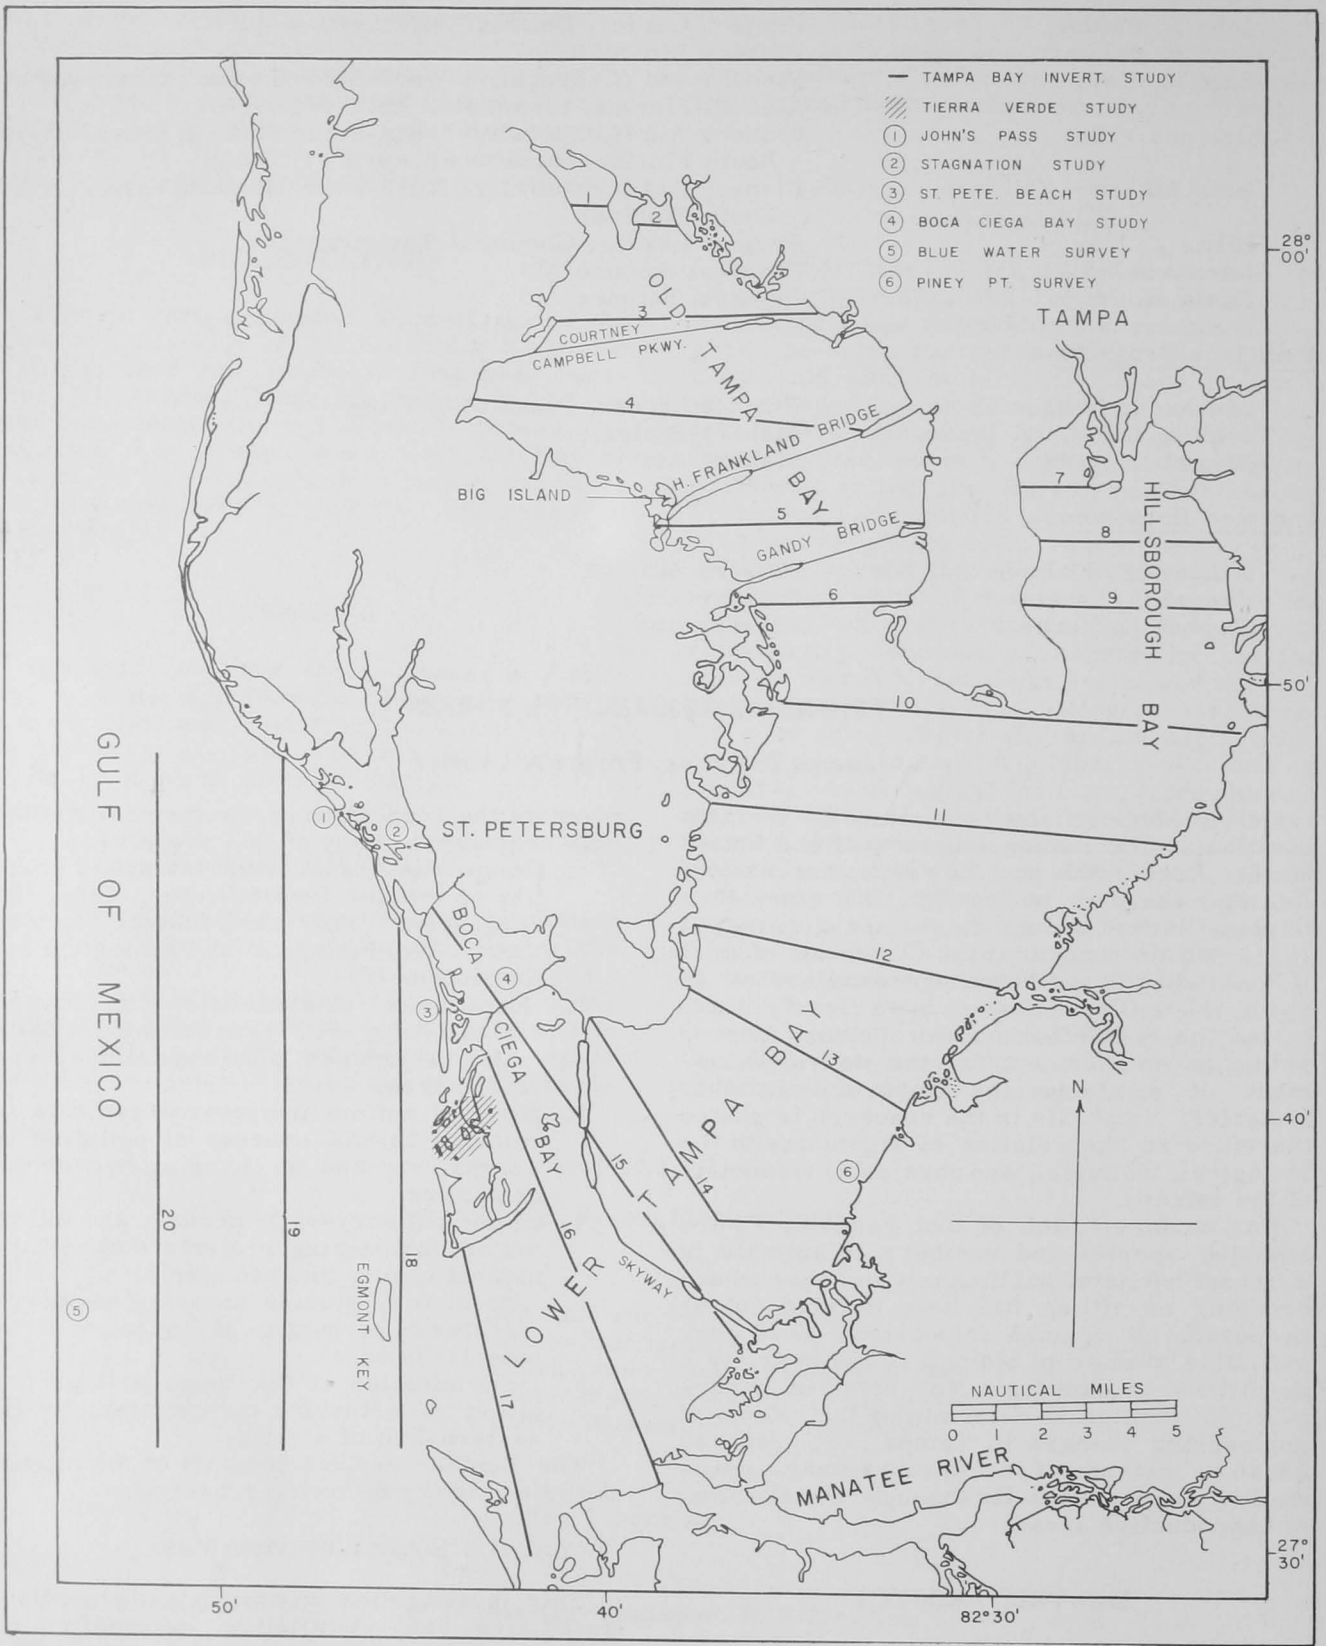 TAMPA BAY INVERT. STUDY
TIERRA VERDE STUDY
1 JOHN'S PASS STUDY
2 STAGNATION STUDY
3 ST. PETE. BEACH STUDY
4 BOCA CIEGA BAY STUDY
5 BLUE WATER SURVEY
6 PINEY PT. SURVEY
28°
00'
TAMPA
1
2
OLD
TAMPA
BAY
3
COURTNEY
CAMPBELL PKWY.
4
H. FRANKLAND BRIDGE
BIG ISLAND
5
GANDY BRIDGE
6
7
8
9
HILLSBOROUGH BAY
50'
10
11
GULF OF MEXICO
1
2
ST. PETERSBURG
12
BOCA
CIEGA
BAY
4
3
13
LOWER TAMPA BAY
N
40'
14
15
16
6
SKYWAY
20
19
18
5
EGMONT KEY
17
NAUTICAL MILES
0 1 2 3 4 5
MANATEE RIVER
27°
30'
50'
40'
82°30'